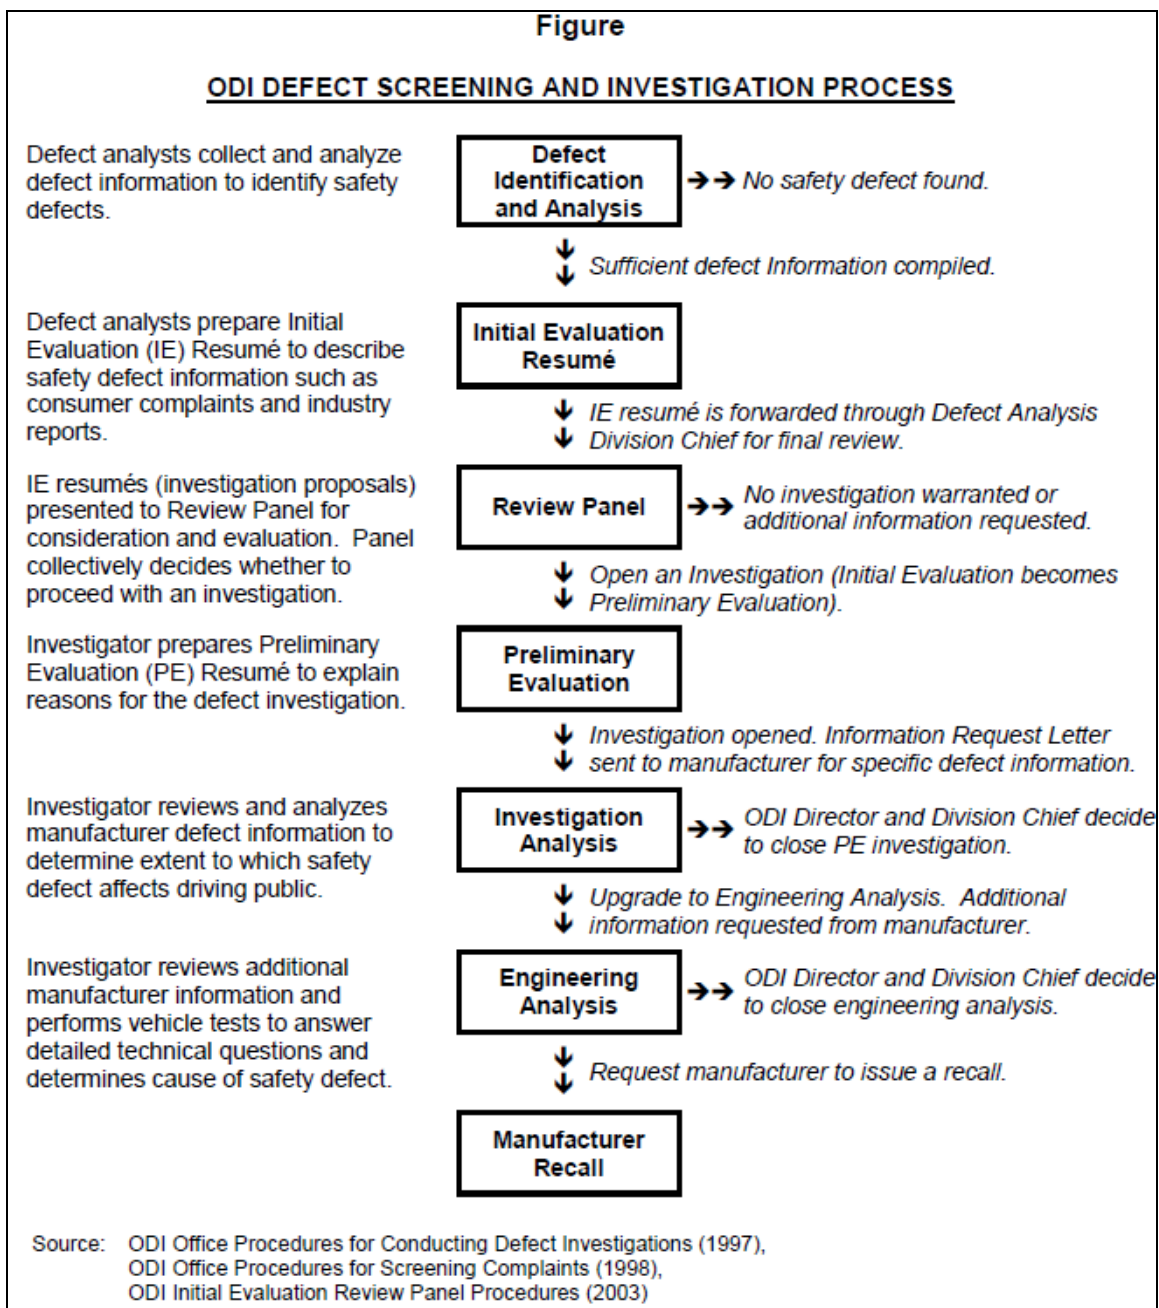 Figure
ODI DEFECT SCREENING AND INVESTIGATION PROCESS
Defect analysts collect and analyze
defect information to identify safety
defects.
Defect
Identification
and Analysis
➔➔ No safety defect found.
Sufficient defect Information compiled.
Defect analysts prepare Initial
Evaluation (IE) Resumé to describe
safety defect information such as
consumer complaints and industry
reports.
Initial Evaluation
Resumé
IE resumé is forwarded through Defect Analysis
Division Chief for final review.
IE resumés (investigation proposals)
presented to Review Panel for
consideration and evaluation.  Panel
collectively decides whether to
proceed with an investigation.
Review Panel
➔➔ No investigation warranted or
additional information requested.
Open an Investigation (Initial Evaluation becomes
Preliminary Evaluation).
Investigator prepares Preliminary
Evaluation (PE) Resumé to explain
reasons for the defect investigation.
Preliminary
Evaluation
Investigation opened. Information Request Letter
sent to manufacturer for specific defect information.
Investigator reviews and analyzes
manufacturer defect information to
determine extent to which safety
defect affects driving public.
Investigation
Analysis
➔➔ ODI Director and Division Chief decide
to close PE investigation.
Upgrade to Engineering Analysis.  Additional
information requested from manufacturer.
Investigator reviews additional
manufacturer information and
performs vehicle tests to answer
detailed technical questions and
determines cause of safety defect.
Engineering
Analysis
➔➔ ODI Director and Division Chief decide
to close engineering analysis.
Request manufacturer to issue a recall.
Manufacturer
Recall
Source: ODI Office Procedures for Conducting Defect Investigations (1997),
ODI Office Procedures for Screening Complaints (1998),
ODI Initial Evaluation Review Panel Procedures (2003)